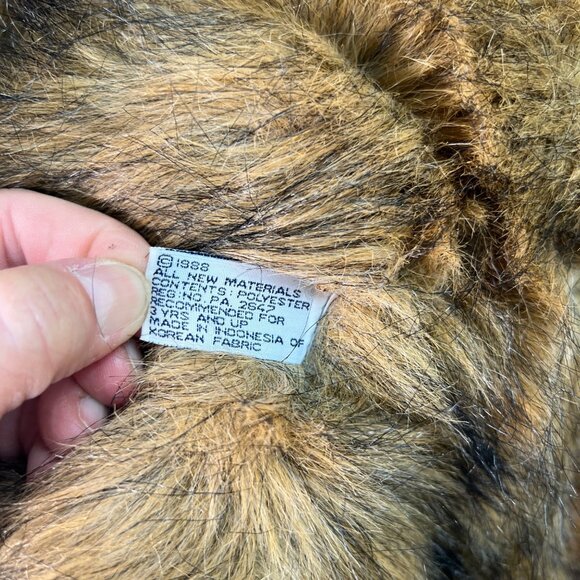 © 1988
ALL NEW MATERIALS
CONTENTS: POLYESTER
REG. NO. PA. 2647
RECOMMENDED FOR
3 YRS AND UP
MADE IN INDONESIA OF
KOREAN FABRIC